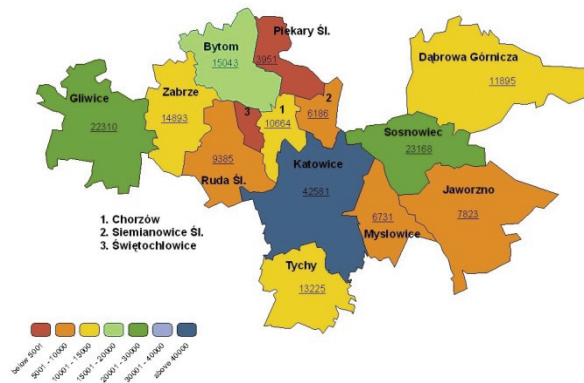 Piekary Śl.
3951
Bytom
15043
Dąbrowa Górnicza
11895
Gliwice
22310
Zabrze
14893
1
10664
2
6186
3
Sosnowiec
23168
9385
Ruda Śl.
Katowice
42581
Jaworzno
7823
6731
Mysłowice
1. Chorzów
2. Siemianowice Śl.
3. Świętochłowice
Tychy
13225
below 5001
5001 - 10000
10001 - 15000
15001 - 20000
20001 - 30000
30001 - 40000
above 40000